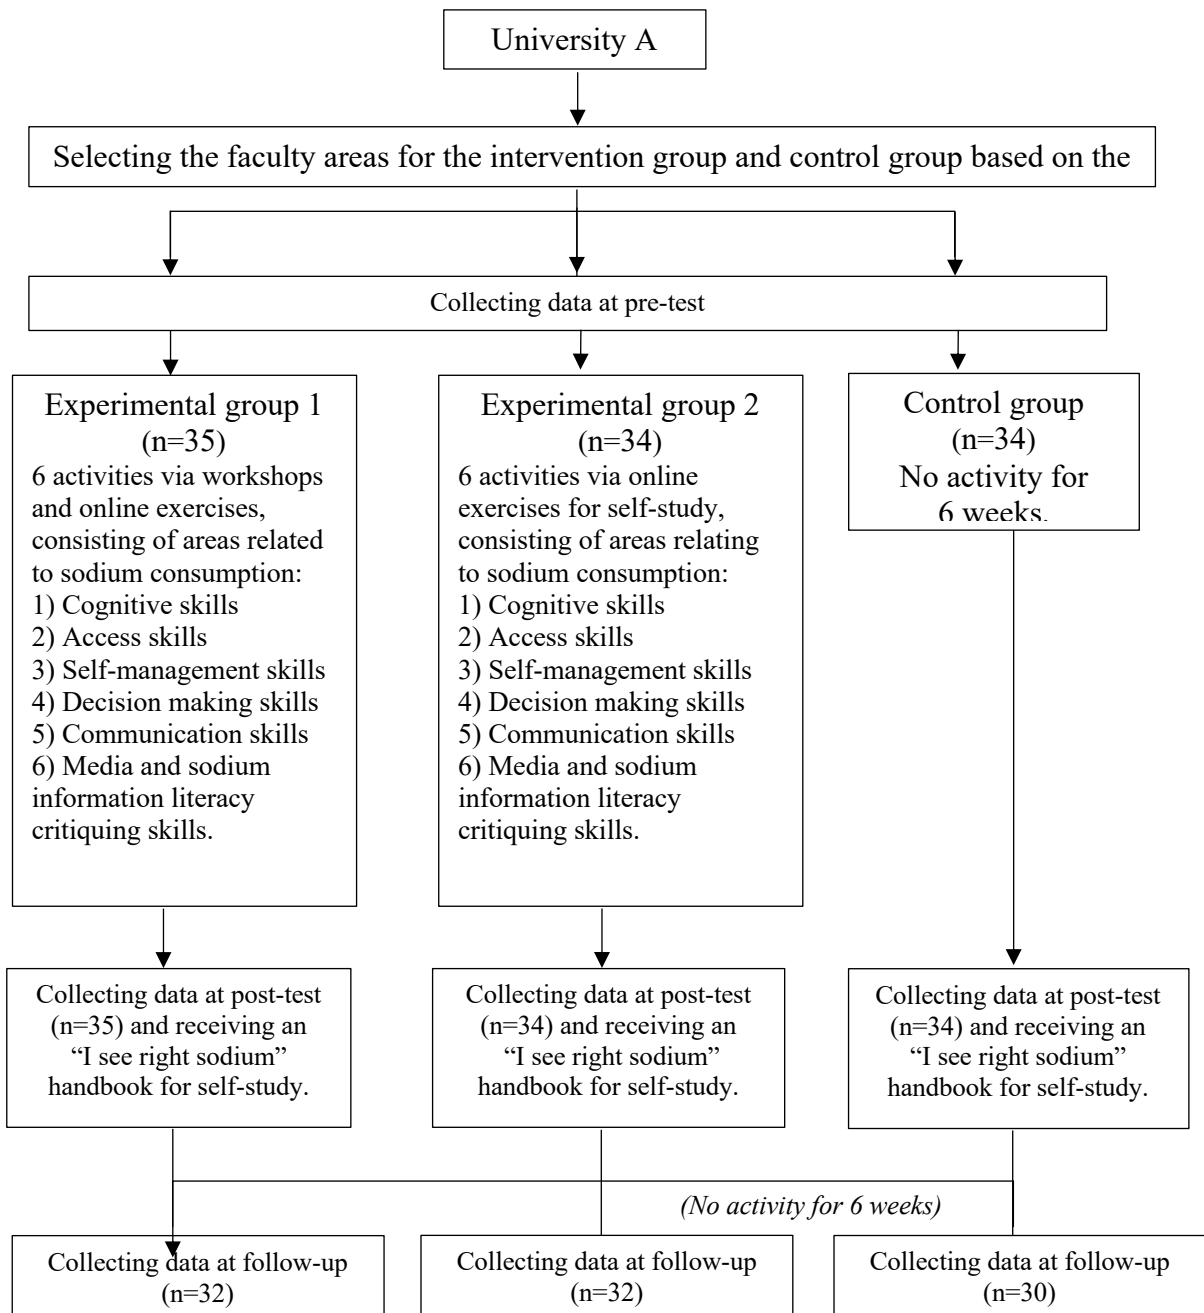 University A
Selecting the faculty areas for the intervention group and control group based on the
Collecting data at pre-test
Experimental group 1
(n=35)
6 activities via workshops
and online exercises,
consisting of areas related
to sodium consumption:
1) Cognitive skills
2) Access skills
3) Self-management skills
4) Decision making skills
5) Communication skills
6) Media and sodium
information literacy
critiquing skills.
Experimental group 2
(n=34)
6 activities via online
exercises for self-study,
consisting of areas relating
to sodium consumption:
1) Cognitive skills
2) Access skills
3) Self-management skills
4) Decision making skills
5) Communication skills
6) Media and sodium
information literacy
critiquing skills.
Control group
(n=34)
No activity for
6 weeks.
Collecting data at post-test
(n=35) and receiving an
“I see right sodium”
handbook for self-study.
Collecting data at post-test
(n=34) and receiving an
“I see right sodium”
handbook for self-study.
Collecting data at post-test
(n=34) and receiving an
“I see right sodium”
handbook for self-study.
(No activity for 6 weeks)
Collecting data at follow-up
(n=32)
Collecting data at follow-up
(n=32)
Collecting data at follow-up
(n=30)